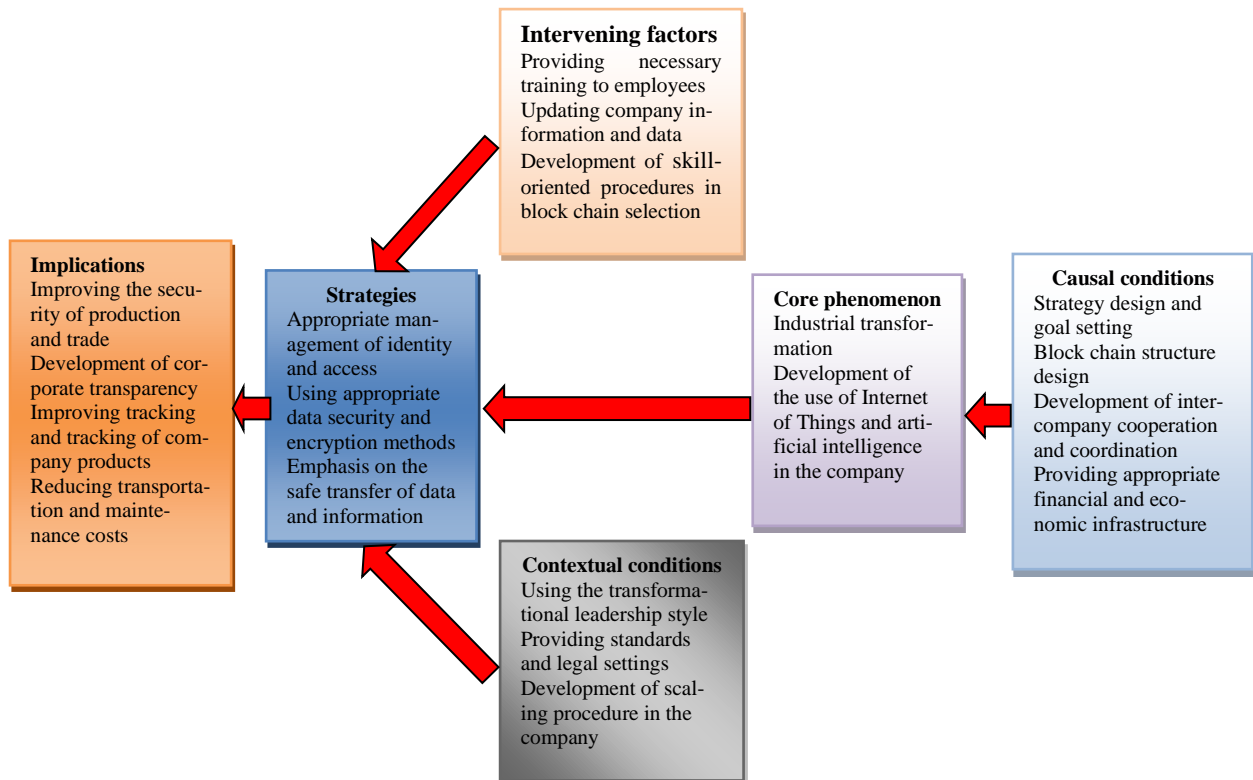 Intervening factors
Providing necessary
training to employees
Updating company in-
formation and data
Development of skill-
oriented procedures in
block chain selection
Implications
Improving the secu-
rity of production
and trade
Development of cor-
porate transparency
Improving tracking
and tracking of com-
pany products
Reducing transporta-
tion and mainte-
nance costs
Strategies
Appropriate man-
agement of identity
and access
Using appropriate
data security and
encryption methods
Emphasis on the
safe transfer of data
and information
Core phenomenon
Industrial transfor-
mation
Development of
the use of Internet
of Things and arti-
ficial intelligence
in the company
Causal conditions
Strategy design and
goal setting
Block chain structure
design
Development of inter-
company cooperation
and coordination
Providing appropriate
financial and eco-
nomic infrastructure
Contextual conditions
Using the transforma-
tional leadership style
Providing standards
and legal settings
Development of scal-
ing procedure in the
company